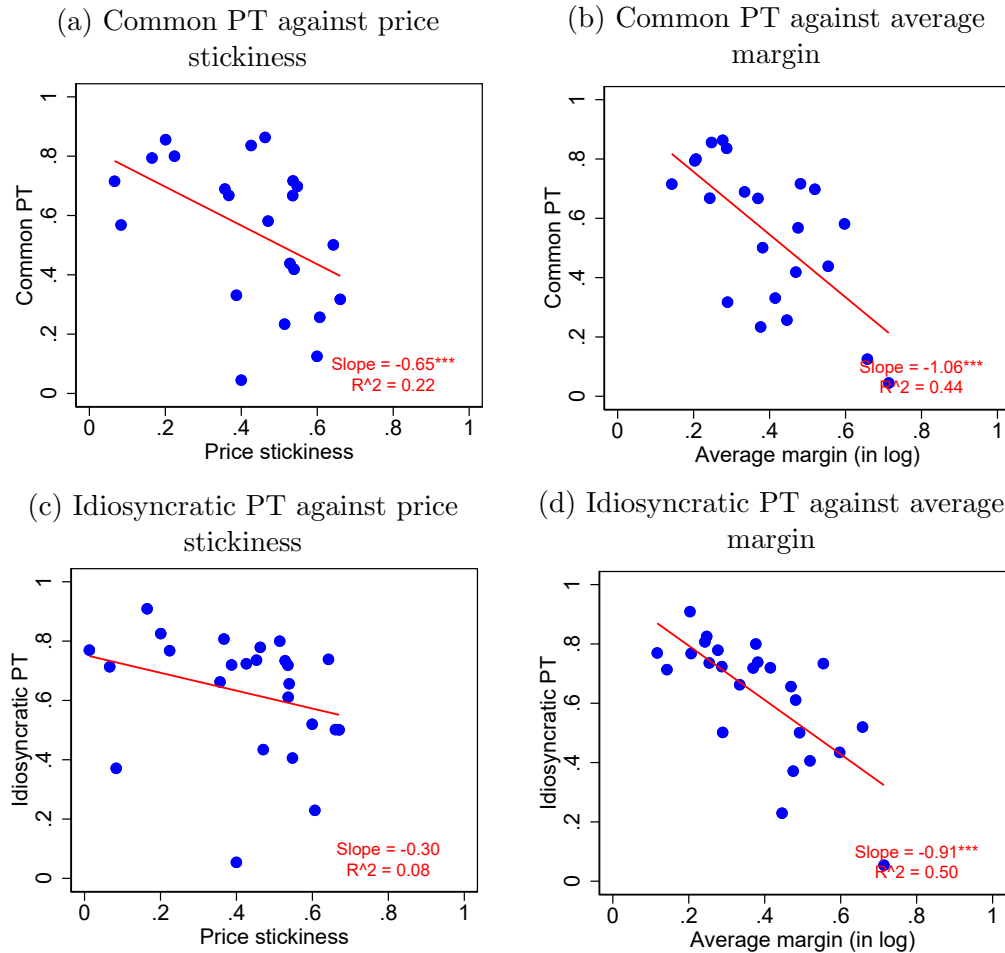 (a) Common PT against price
stickiness
Common PT
0
.2
.4
.6
.8
1
Slope = -0.65***
R^2 = 0.22
0 .2 .4 .6 .8 1
Price stickiness
(b) Common PT against average
margin
Common PT
0
.2
.4
.6
.8
1
Slope = -1.06***
R^2 = 0.44
0 .2 .4 .6 .8 1
Average margin (in log)
(c) Idiosyncratic PT against price
stickiness
Idiosyncratic PT
0
.2
.4
.6
.8
1
Slope = -0.30
R^2 = 0.08
0 .2 .4 .6 .8 1
Price stickiness
(d) Idiosyncratic PT against average
margin
Idiosyncratic PT
0
.2
.4
.6
.8
1
Slope = -0.91***
R^2 = 0.50
0 .2 .4 .6 .8 1
Average margin (in log)